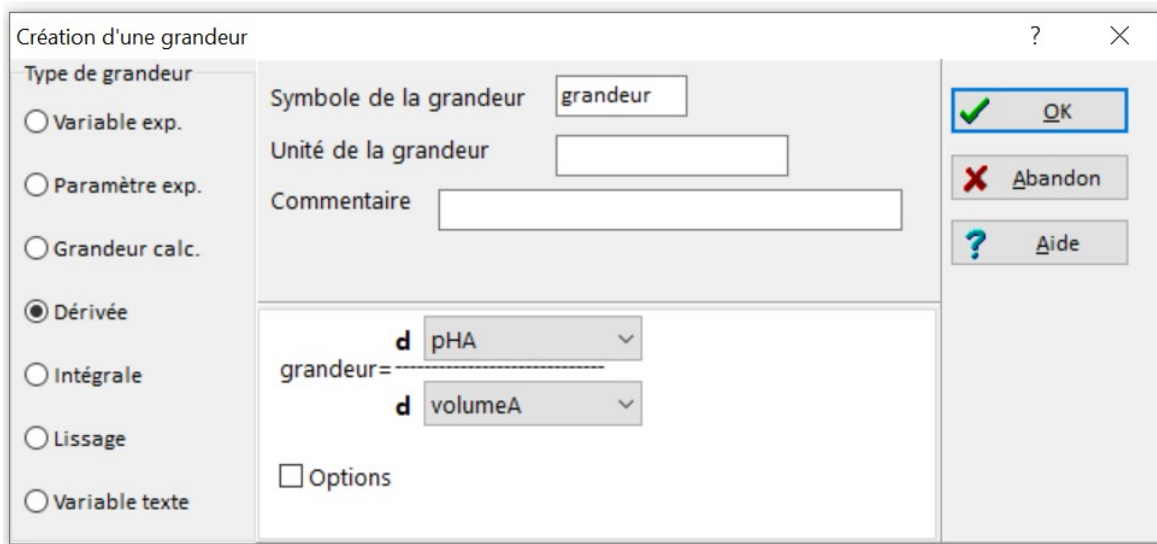 Création d'une grandeur
?
Type de grandeur
Variable exp.
Paramètre exp.
Grandeur calc.
Dérivée
Intégrale
Lissage
Variable texte
Symbole de la grandeur grandeur
Unité de la grandeur
Commentaire
d pHA
grandeur=------------------------------
d volumeA
Options
OK
Abandon
? Aide